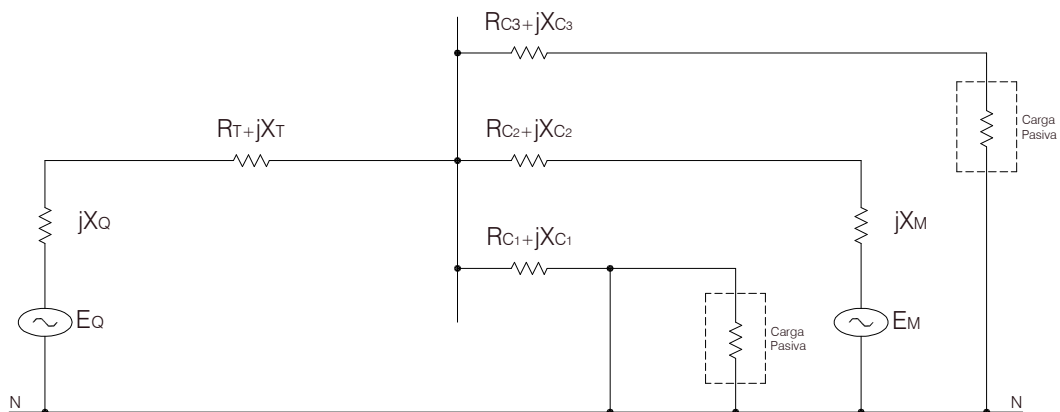 RC3+jXC3
RT+jXT
RC2+jXC2
Carga
Pasiva
jXQ
jXM
RC1+jXC1
EQ
EM
Carga
Pasiva
N
N